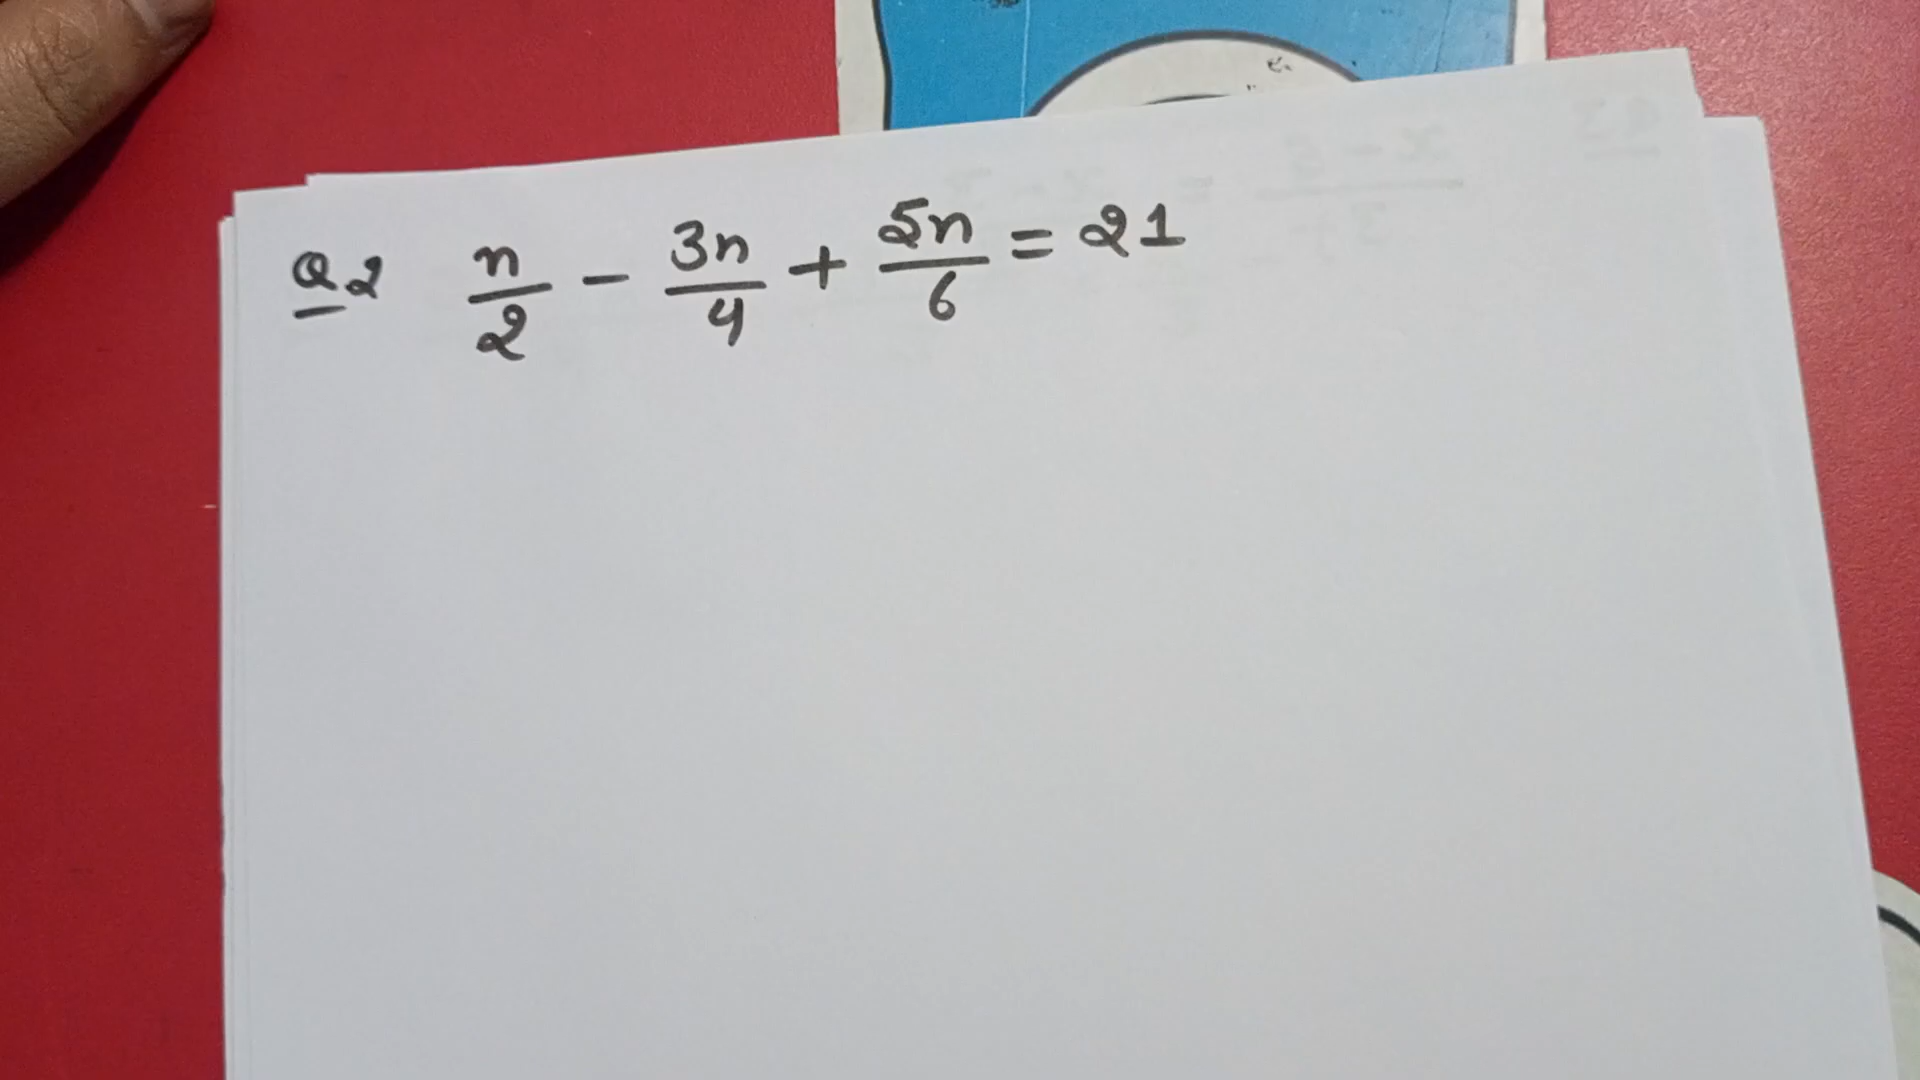 Q2 n/2 - 3n/4 + 5n/6 = 21